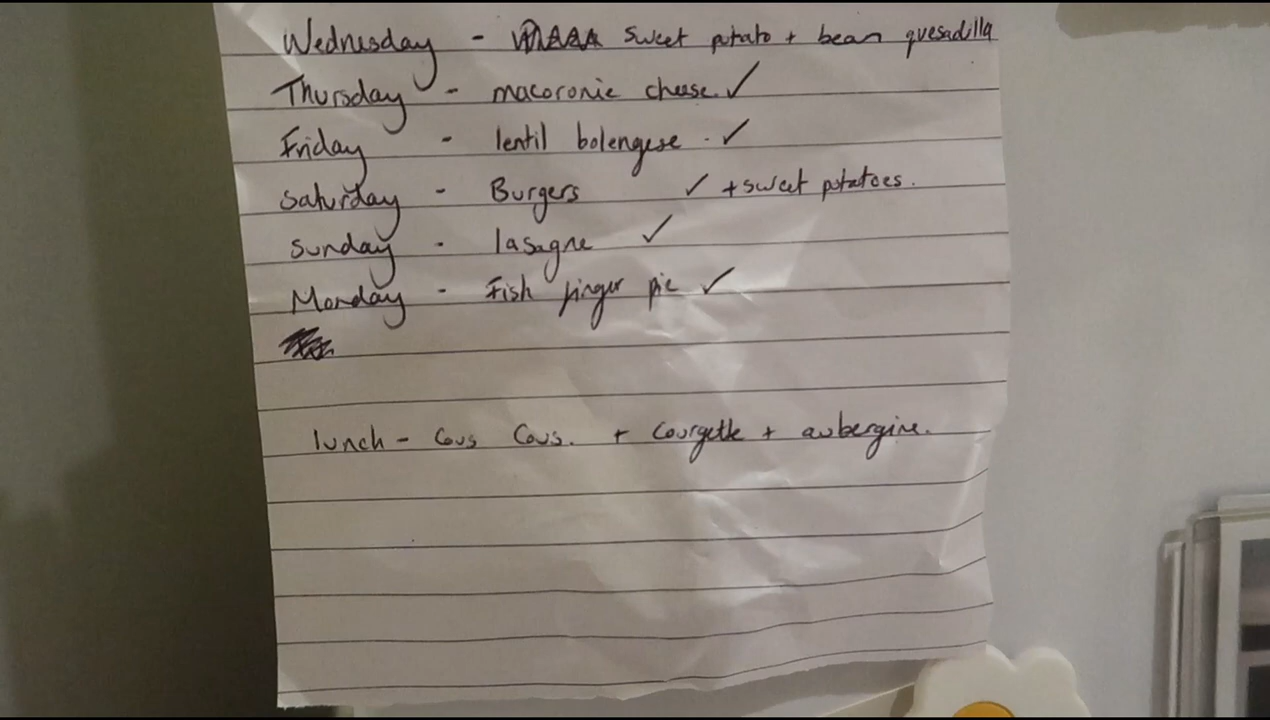 Wednesday - sweet potato + bean quesadilla
Thursday - macoronie cheese. ✓
Friday - lentil bolengese. ✓
Saturday - Burgers ✓ + sweet potatoes.
Sunday - lasagne ✓
Monday - Fish finger pie ✓
lunch - Cous Cous. + Courgette + aubergine.